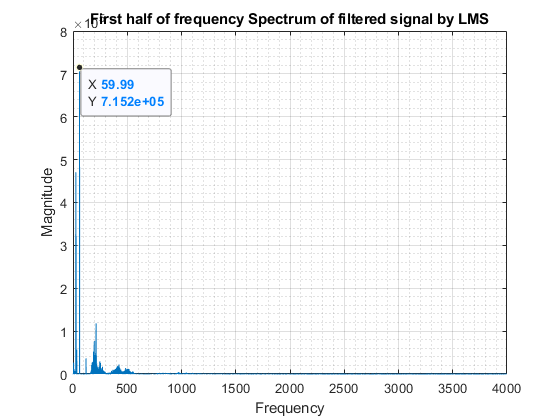 First half of frequency Spectrum of filtered signal by LMS
×10
8
7
6
5
4
3
2
1
0
X 59.99
Y 7.152e+05
Magnitude
0 500 1000 1500 2000 2500 3000 3500 4000
Frequency